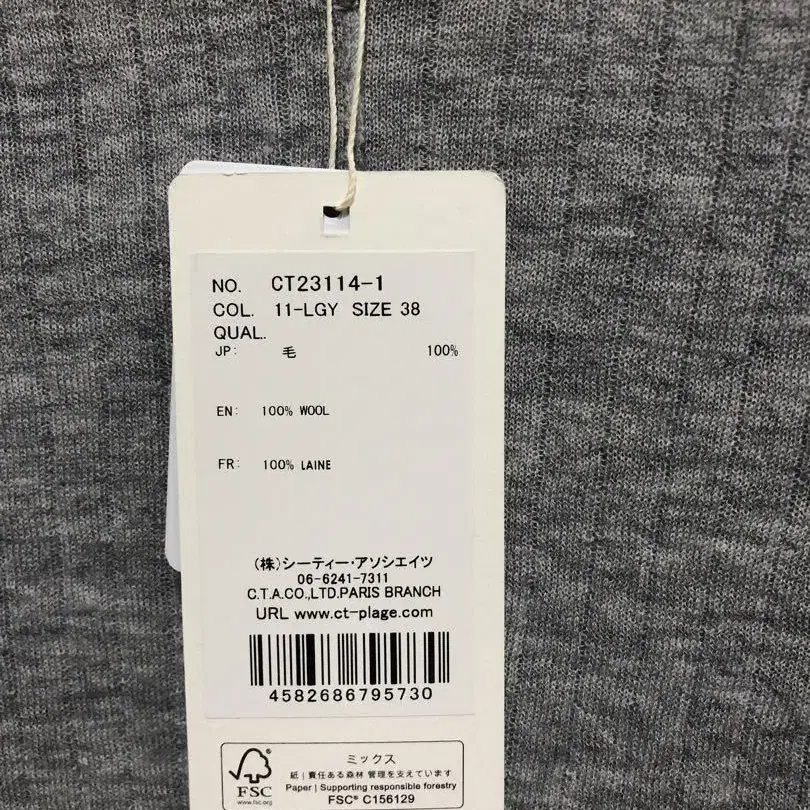 NO. CT23114-1
COL. 11-LGY SIZE 38
QUAL.
JP: 毛 100%
EN: 100% WOOL
FR: 100% LAINE
(株)シーティー・アソシエイツ
06-6241-7311
C.T.A.CO.,LTD.PARIS BRANCH
URL www.ct-plage.com
4582686795730
FSC
www.fsc.org
ミックス
紙|責任ある森林 管理を支えています
Paper | Supporting responsible forestry
FSC® C156129